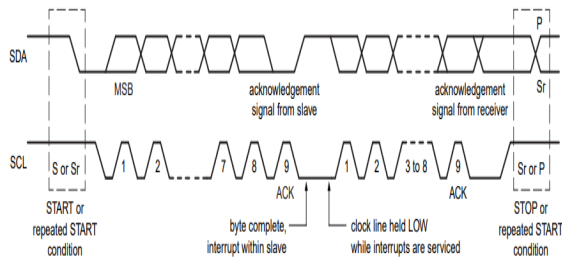 P
SDA
MSB
acknowledgement
signal from slave
acknowledgement
signal from receiver
Sr
SCL
S or Sr
1
2
7
8
9
1
2
3 to 8
9
Sr or P
ACK
ACK
START or
repeated START
condition
byte complete,
interrupt within slave
clock line held LOW
while interrupts are serviced
STOP or
repeated START
condition